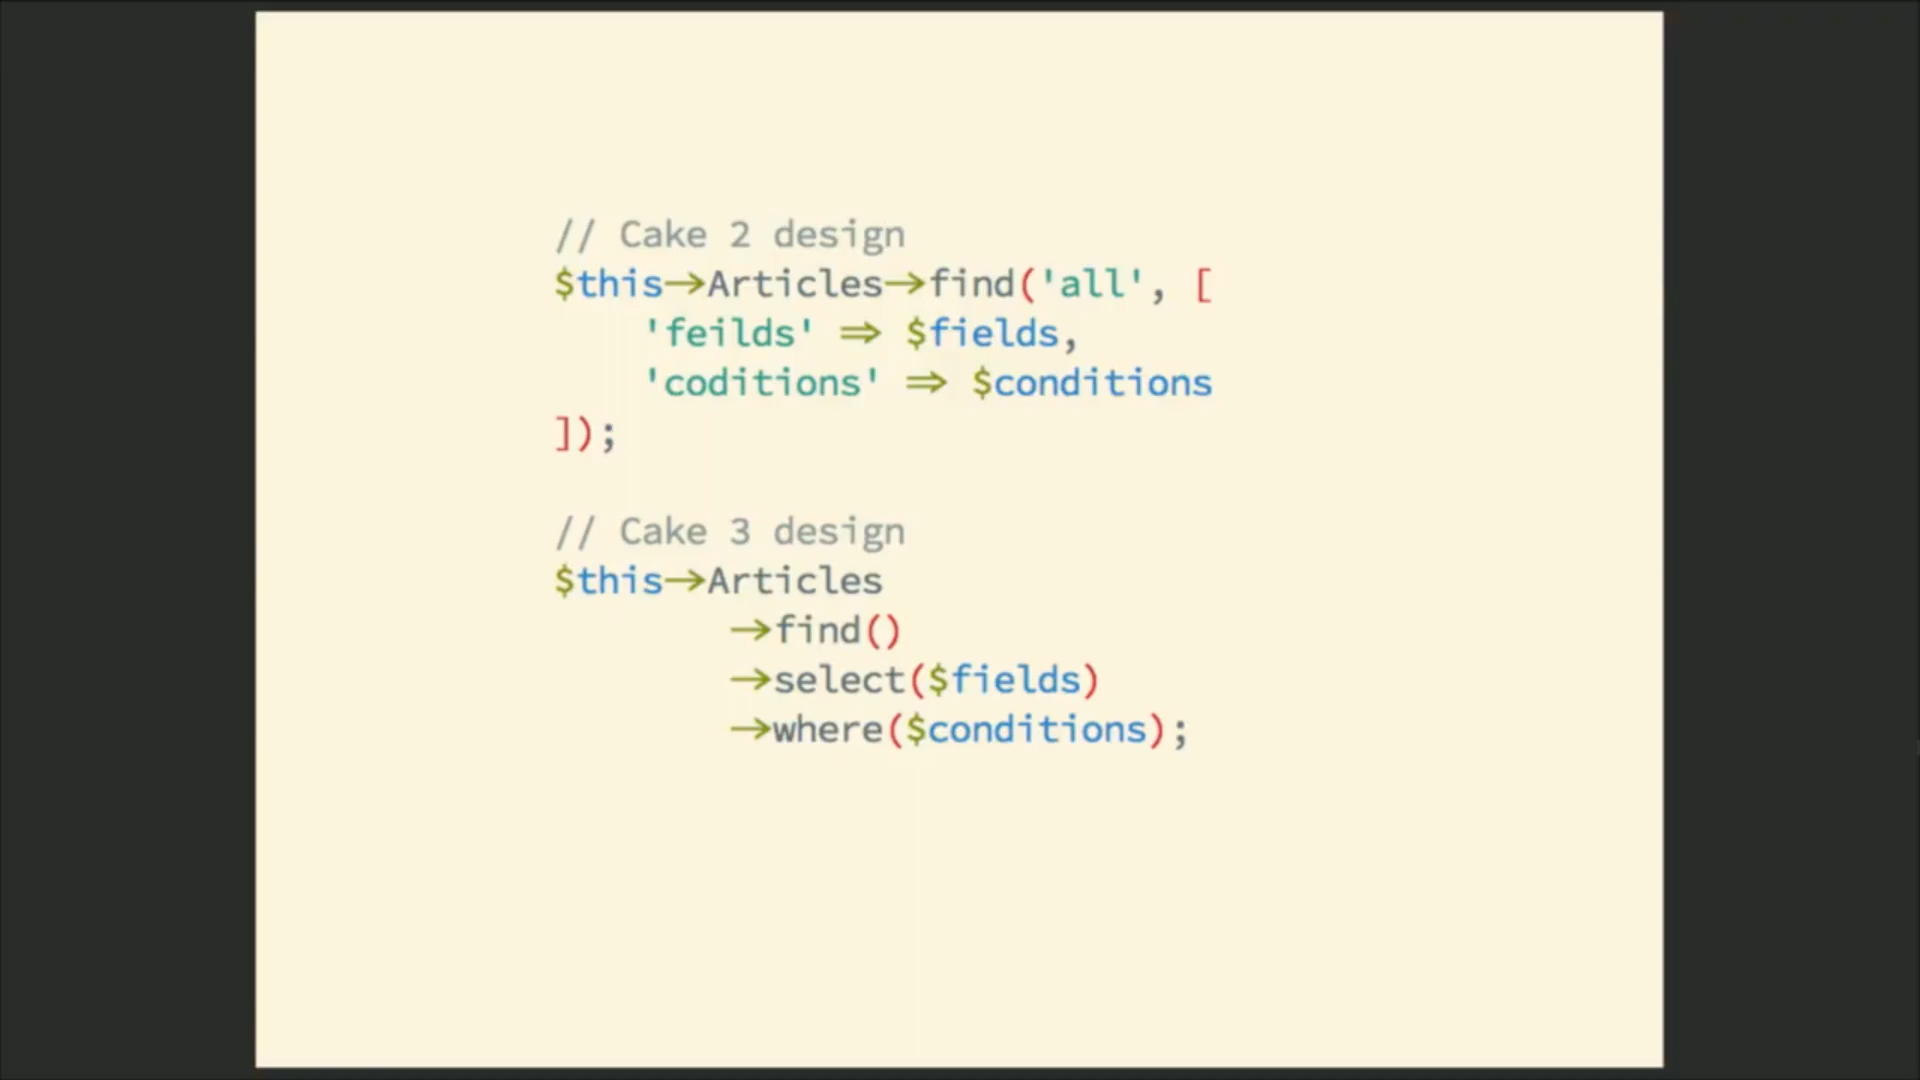 // Cake 2 design
$this->Articles->find('all', [
    'feilds' => $fields,
    'coditions' => $conditions
]);
// Cake 3 design
$this->Articles
        ->find()
        ->select($fields)
        ->where($conditions);